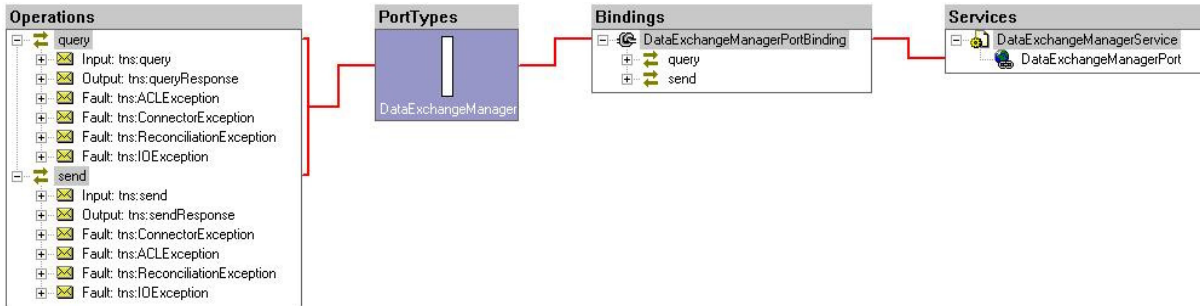 Operations
query
Input: tns:query
Output: tns:queryResponse
Fault: tns:ACLException
Fault: tns:ConnectorException
Fault: tns:ReconciliationException
Fault: tns:IOException
send
Input: tns:send
Output: tns:sendResponse
Fault: tns:ConnectorException
Fault: tns:ACLException
Fault: tns:ReconciliationException
Fault: tns:IOException
PortTypes
DataExchangeManager
Bindings
DataExchangeManagerPortBinding
query
send
Services
DataExchangeManagerService
DataExchangeManagerPort